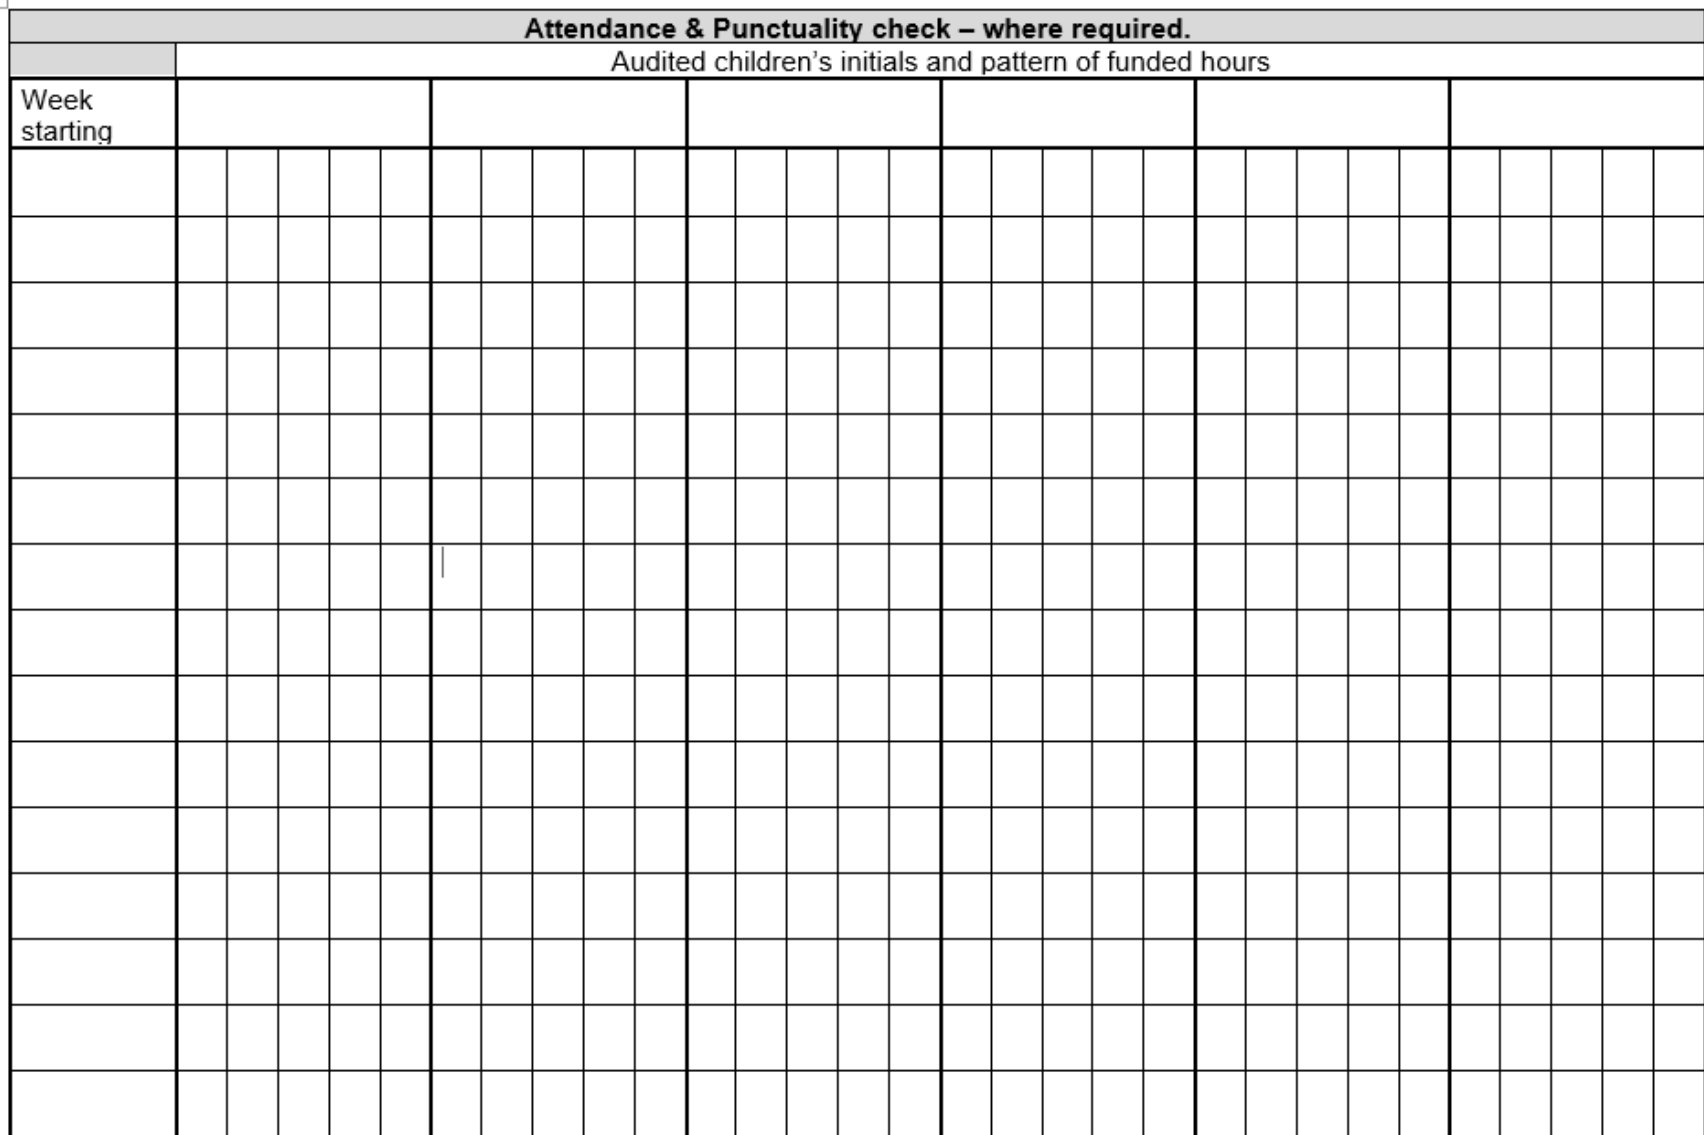 Attendance & Punctuality check – where required.
Audited children’s initials and pattern of funded hours
Week
starting